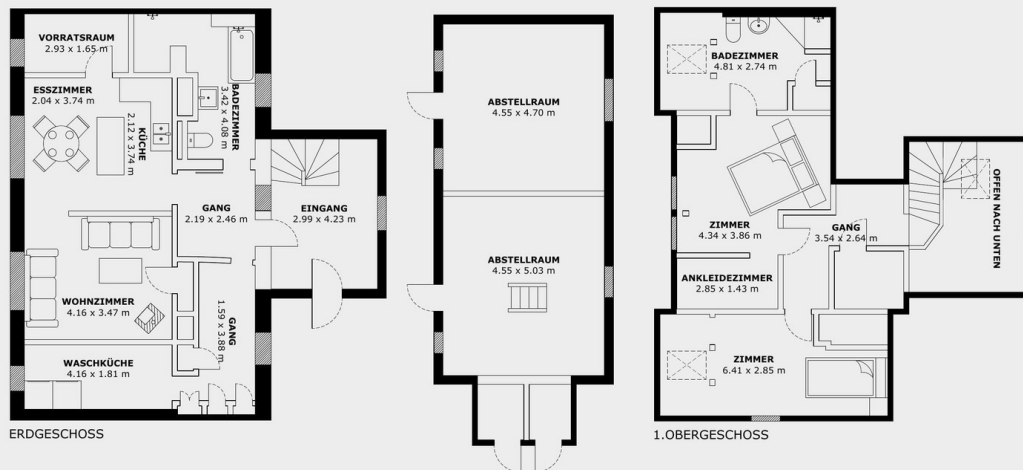 VORRATSRAUM
2.93 x 1.65 m
ESSZIMMER
2.04 x 3.74 m
KÜCHE
2.12 x 3.74 m
BADEZIMMER
3.42 x 4.08 m
GANG
2.19 x 2.46 m
EINGANG
2.99 x 4.23 m
WOHNZIMMER
4.16 x 3.47 m
GANG
1.59 x 3.88 m
WASCHKÜCHE
4.16 x 1.81 m
ERDGESCHOSS
ABSTELLRAUM
4.55 x 4.70 m
ABSTELLRAUM
4.55 x 5.03 m
BADEZIMMER
4.81 x 2.74 m
ZIMMER
4.34 x 3.86 m
GANG
3.54 x 2.64 m
OFFEN NACH UNTEN
ANKLEIDEZIMMER
2.85 x 1.43 m
ZIMMER
6.41 x 2.85 m
1.OBERGESCHOSS